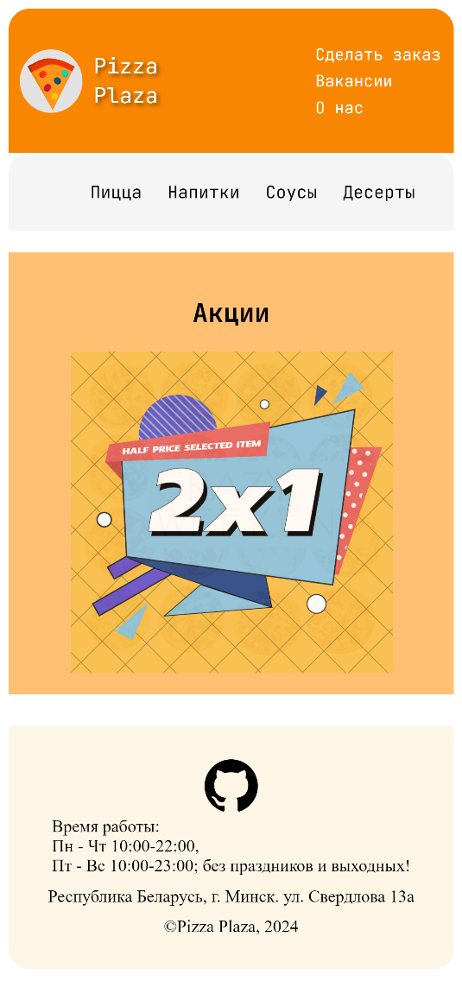 Pizza
Plaza
Сделать заказ
Вакансии
О нас
Пицца Напитки Соусы Десерты
Акции
HALF PRICE SELECTED ITEM
2x1
Время работы:
Пн - Чт 10:00-22:00,
Пт - Вс 10:00-23:00; без праздников и выходных!
Республика Беларусь, г. Минск. ул. Свердлова 13а
©Pizza Plaza, 2024